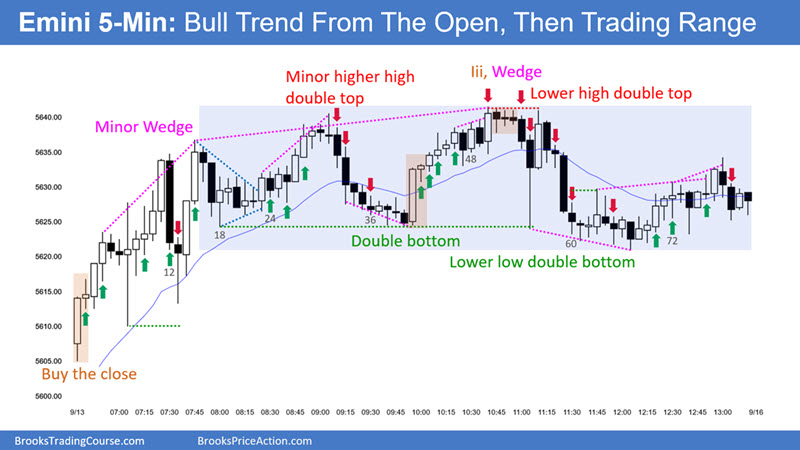 Emini 5-Min: Bull Trend From The Open, Then Trading Range
Iii, Wedge
Minor higher high
double top
Lower high double top
Minor Wedge
5640.00
5635.00
5630.00
5625.00
5620.00
5615.00
5610.00
5605.00
5600.00
12
18
24
36
48
60
72
Double bottom
Lower low double bottom
Buy the close
9/13 07:00 07:15 07:30 07:45 08:00 08:15 08:30 08:45 09:00 09:15 09:30 09:45 10:00 10:15 10:30 10:45 11:00 11:15 11:30 11:45 12:00 12:15 12:30 12:45 13:00 9/16
BrooksTradingCourse.com BrooksPriceAction.com